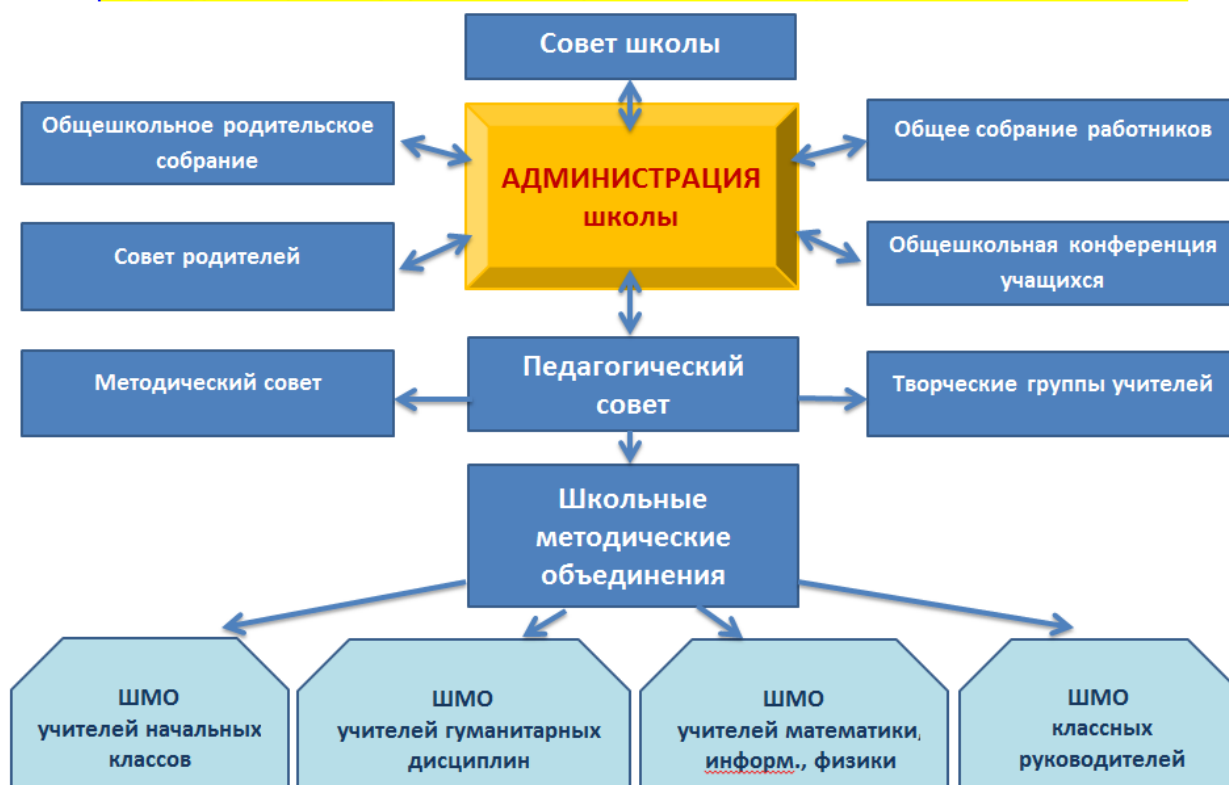 Совет школы
Общешкольное родительское
собрание
АДМИНИСТРАЦИЯ
школы
Общее собрание работников
Совет родителей
Общешкольная конференция
учащихся
Методический совет
Педагогический
совет
Творческие группы учителей
Школьные
методические
объединения
ШМО
учителей начальных
классов
ШМО
учителей гуманитарных
дисциплин
ШМО
учителей математики,
информ., физики
ШМО
классных
руководителей